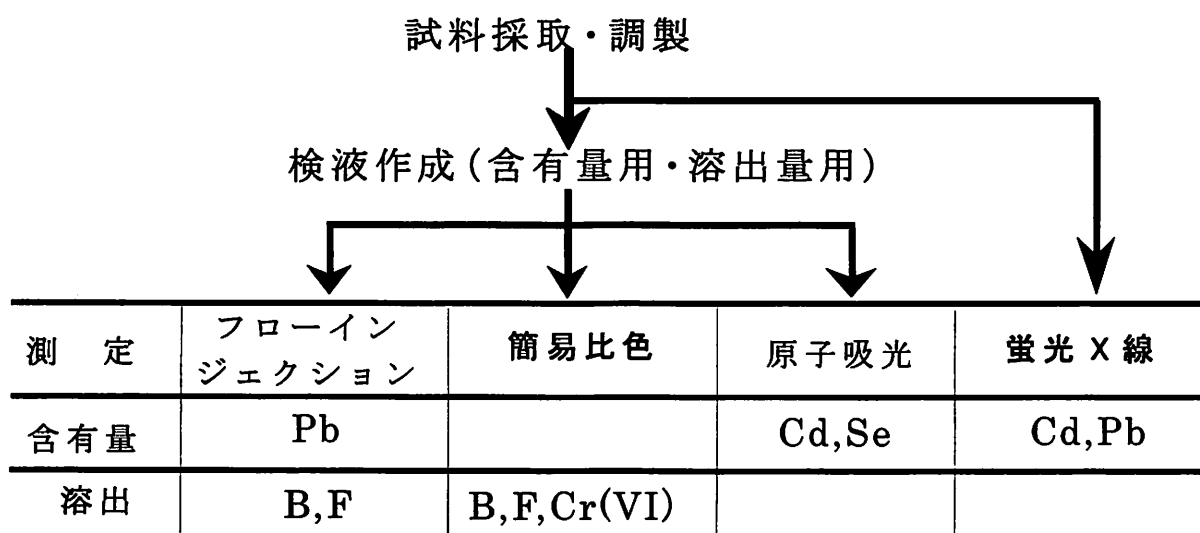 試料採取・調製
検液作成(含有量用・溶出量用)
測 定
フローイン
ジェクション
簡易比色
原子吸光
蛍光X線
含有量
Pb
Cd,Se
Cd,Pb
溶出
B,F
B,F,Cr(VI)